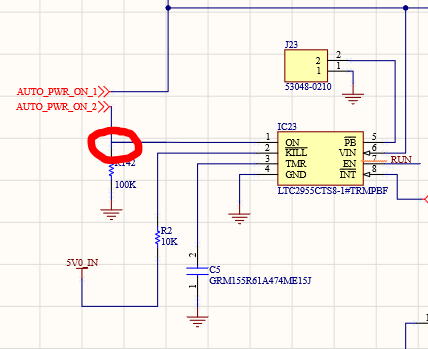 J23
2
2
1
1
53048-0210
AUTO_PWR_ON_1
AUTO_PWR_ON_2
IC23
1 ON PB 5
2 KILL VIN 6
3 TMR EN 7 RUN
4 GND INT 8
LTC2955CTS8-1#TRMPBF
R142
100K
R2
10K
5V0_IN
2
C5
GRM155R61A474ME15J
1